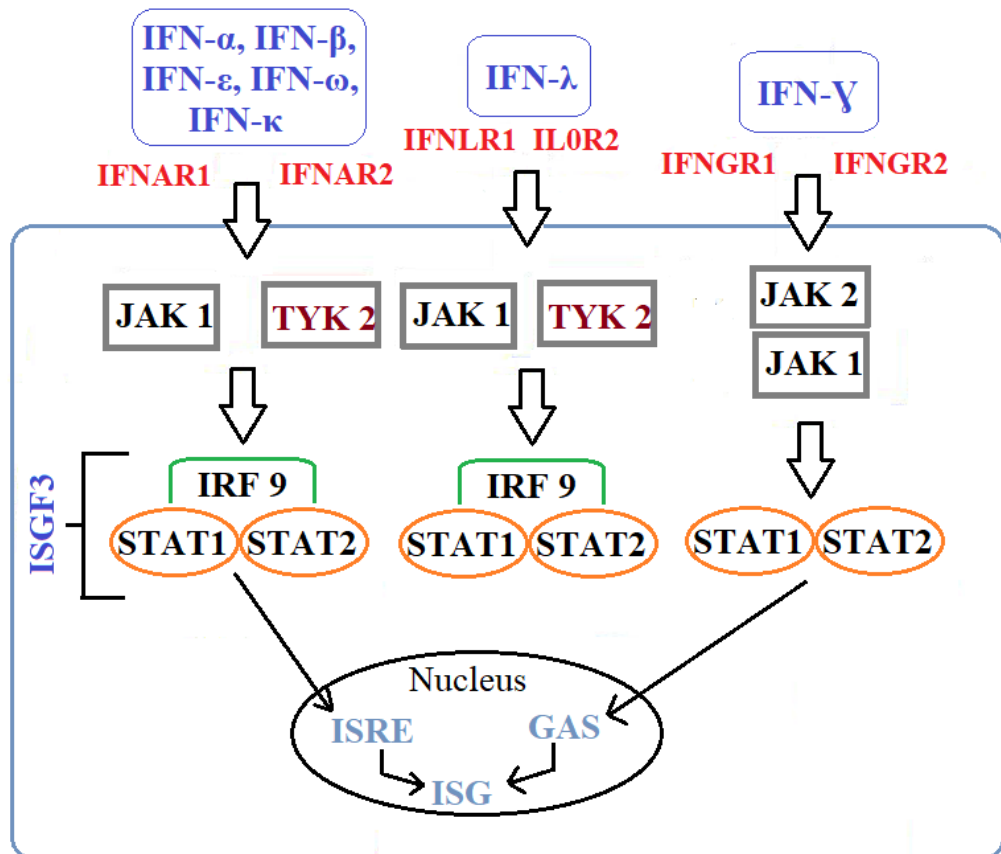 IFN-α, IFN-β,
IFN-ε, IFN-ω,
IFN-κ
IFNAR1 IFNAR2
IFN-λ
IFNLR1 IL0R2
IFN-Ɣ
IFNGR1 IFNGR2
JAK 1 TYK 2
JAK 1 TYK 2
JAK 2
JAK 1
ISGF3
IRF 9
STAT1 STAT2
IRF 9
STAT1 STAT2
STAT1 STAT2
Nucleus
ISRE GAS
ISG